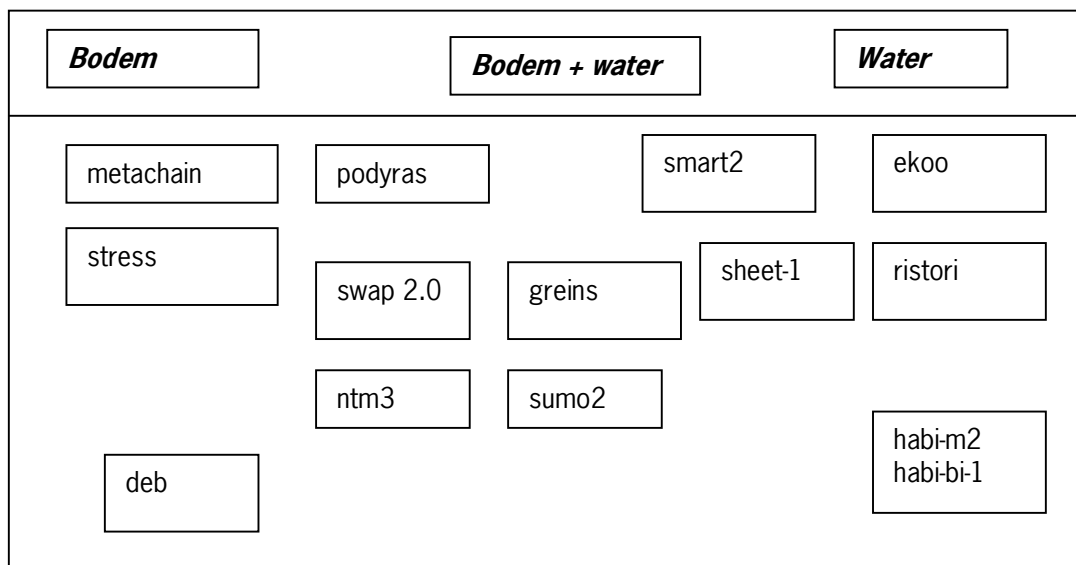 Bodem
Bodem + water
Water
metachain
podyras
smart2
ekoo
stress
swap 2.0
greins
sheet-1
ristori
ntm3
sumo2
habi-m2
habi-bi-1
deb